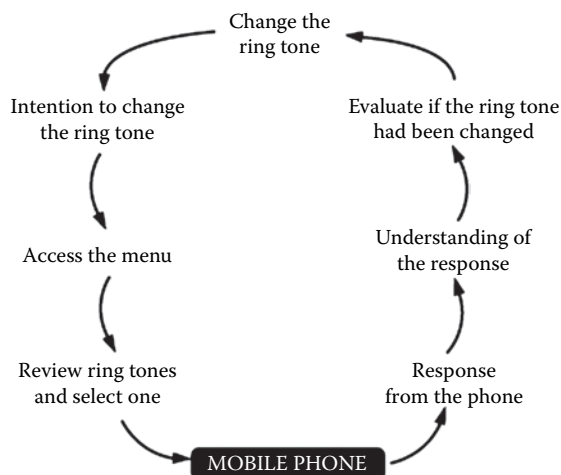 Change the
ring tone
Intention to change
the ring tone
Access the menu
Review ring tones
and select one
MOBILE PHONE
Response
from the phone
Understanding of
the response
Evaluate if the ring tone
had been changed